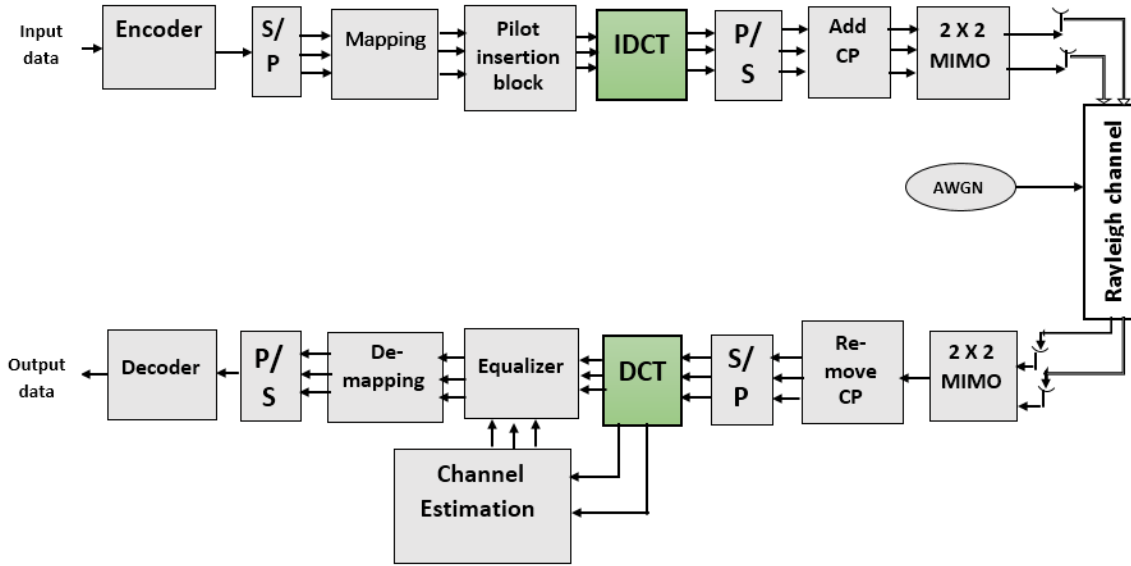 Input
data
Encoder
S/
P
Mapping
Pilot
insertion
block
IDCT
P/
S
Add
CP
2 X 2
MIMO
AWGN
Rayleigh channel
Output
data
Decoder
P/
S
De-
mapping
Equalizer
DCT
S/
P
Re-
move
CP
2 X 2
MIMO
Channel
Estimation